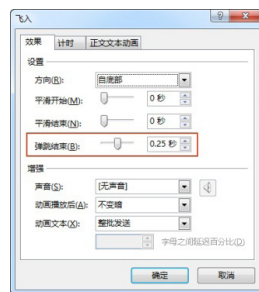 飞入
效果 计时 正文文本动画
设置
方向(R): 自底部
平滑开始(M): 0 秒
平滑结束(N): 0 秒
弹跳结束(B): 0.25 秒
增强
声音(S): [无声音]
动画播放后(A): 不变暗
动画文本(X): 整批发送
字母之间延迟百分比(D)
确定 取消